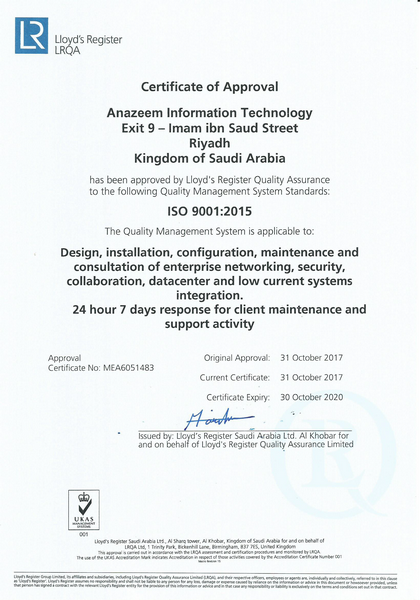 LR
Lloyd's Register
LRQA
Certificate of Approval
Anazeem Information Technology
Exit 9 – Imam ibn Saud Street
Riyadh
Kingdom of Saudi Arabia
has been approved by Lloyd's Register Quality Assurance
to the following Quality Management System Standards:
ISO 9001:2015
The Quality Management System is applicable to:
Design, installation, configuration, maintenance and
consultation of enterprise networking, security,
collaboration, datacenter and low current systems
integration.
24 hour 7 days response for client maintenance and
support activity
Approval
Certificate No: MEA6051483
Original Approval: 31 October 2017
Current Certificate: 31 October 2017
Certificate Expiry: 30 October 2020
Issued by: Lloyd's Register Saudi Arabia Ltd. Al Khobar for
and on behalf of Lloyd's Register Quality Assurance Limited
UKAS
MANAGEMENT
SYSTEMS
001
Lloyd's Register Saudi Arabia Ltd., Al Sharq tower, Al Khobar, Kingdom of Saudi Arabia for and on behalf of
LRQA Ltd, 1 Trinity Park, Bickenhill Lane, Birmingham, B37 7ES, United Kingdom
This approval is carried out in accordance with the LRQA assessment and certification procedures and monitored by LRQA.
The use of the UKAS Accreditation Mark indicates Accreditation in respect of those activities covered by the Accreditation Certificate Number 001
Lloyd's Register Group Limited, its affiliates and subsidiaries, including Lloyd's Register Quality Assurance Limited (LRQA), and their respective officers, employees or agents are, individually and collectively, referred to in this clause
as 'Lloyd's Register'. Lloyd's Register assumes no responsibility and shall not be liable to any person for any loss, damage or expense caused by reliance on the information or advice in this document or howsoever provided, unless
that person has signed a contract with the relevant Lloyd's Register entity for the provision of this information or advice and in that case any responsibility or liability is exclusively on the terms and conditions set out in that contract.